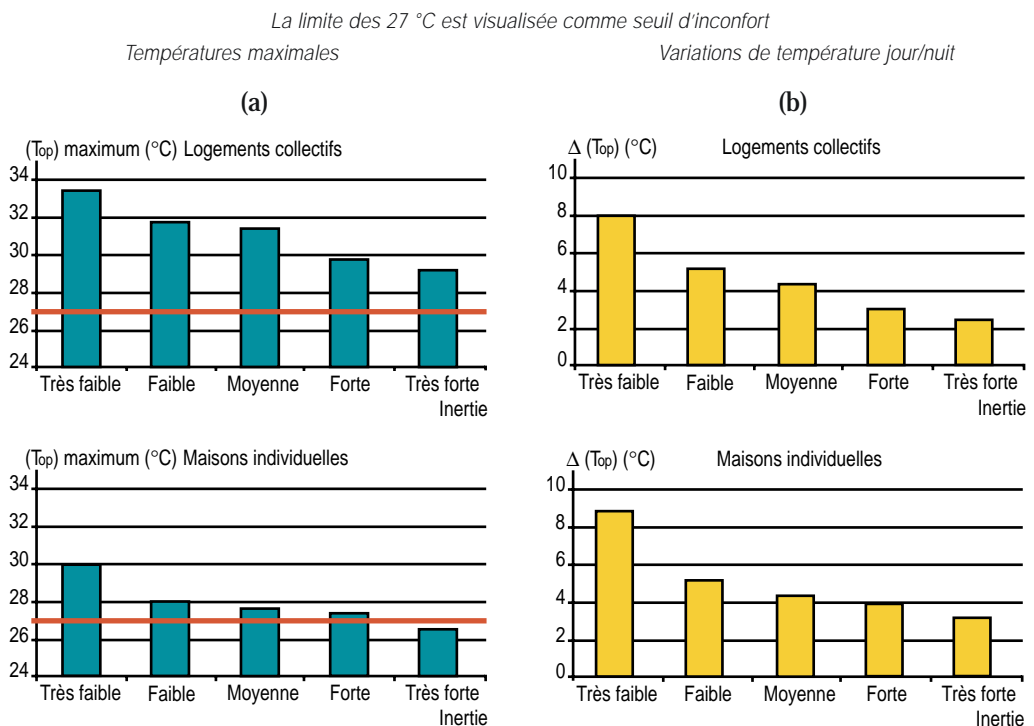 La limite des 27 °C est visualisée comme seuil d'inconfort
Températures maximales
Variations de température jour/nuit
(a)
(b)
(Top) maximum (°C) Logements collectifs
34
32
30
28
26
24
Très faible Faible Moyenne Forte Très forte
Inertie
Δ (Top) (°C) Logements collectifs
10
8
6
4
2
0
Très faible Faible Moyenne Forte Très forte
Inertie
(Top) maximum (°C) Maisons individuelles
34
32
30
28
26
24
Très faible Faible Moyenne Forte Très forte
Inertie
Δ (Top) (°C) Maisons individuelles
10
8
6
4
2
0
Très faible Faible Moyenne Forte Très forte
Inertie